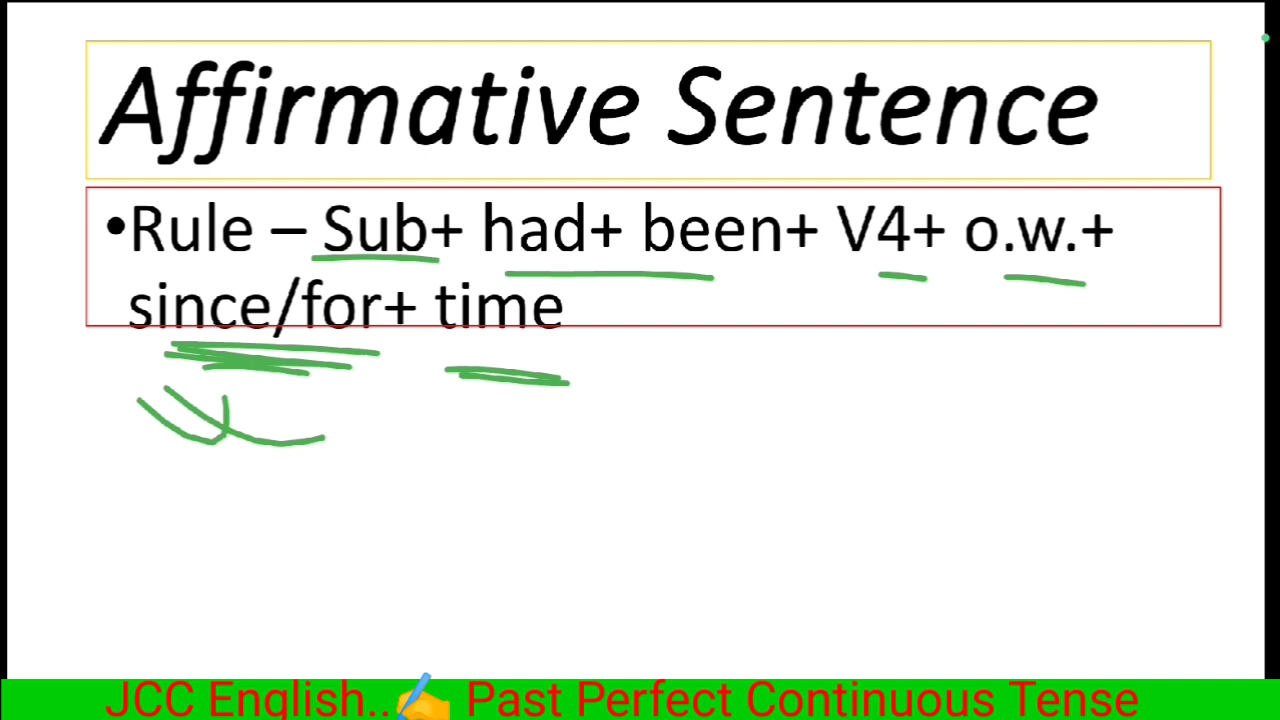 Affirmative Sentence
•Rule – Sub+ had+ been+ V4+ o.w.+
since/for+ time
JCC English..✍ Past Perfect Continuous Tense